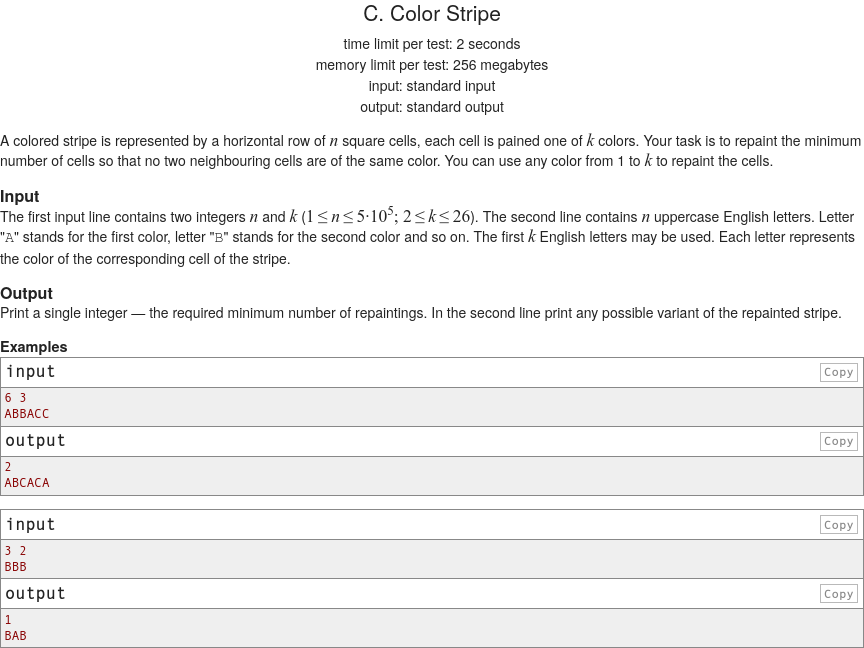 C. Color Stripe
time limit per test: 2 seconds
memory limit per test: 256 megabytes
input: standard input
output: standard output
A colored stripe is represented by a horizontal row of n square cells, each cell is pained one of k colors. Your task is to repaint the minimum
number of cells so that no two neighbouring cells are of the same color. You can use any color from 1 to k to repaint the cells.
Input
The first input line contains two integers n and k (1 ≤ n ≤ 5·10⁵; 2 ≤ k ≤ 26). The second line contains n uppercase English letters. Letter
"A" stands for the first color, letter "B" stands for the second color and so on. The first k English letters may be used. Each letter represents
the color of the corresponding cell of the stripe.
Output
Print a single integer — the required minimum number of repaintings. In the second line print any possible variant of the repainted stripe.
Examples
input Copy
6 3
ABBACC
output Copy
2
ABCACA
input Copy
3 2
BBB
output Copy
1
BAB